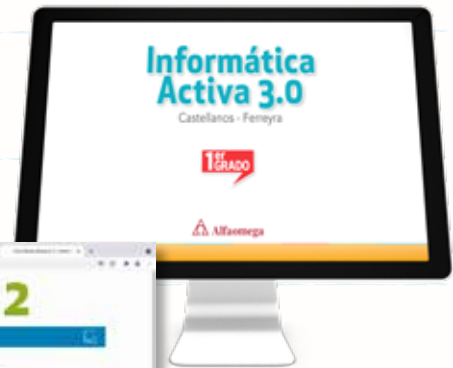 Informática
Activa 3.0
Castellanos - Ferreyra
1er GRADO
Alfaomega
2